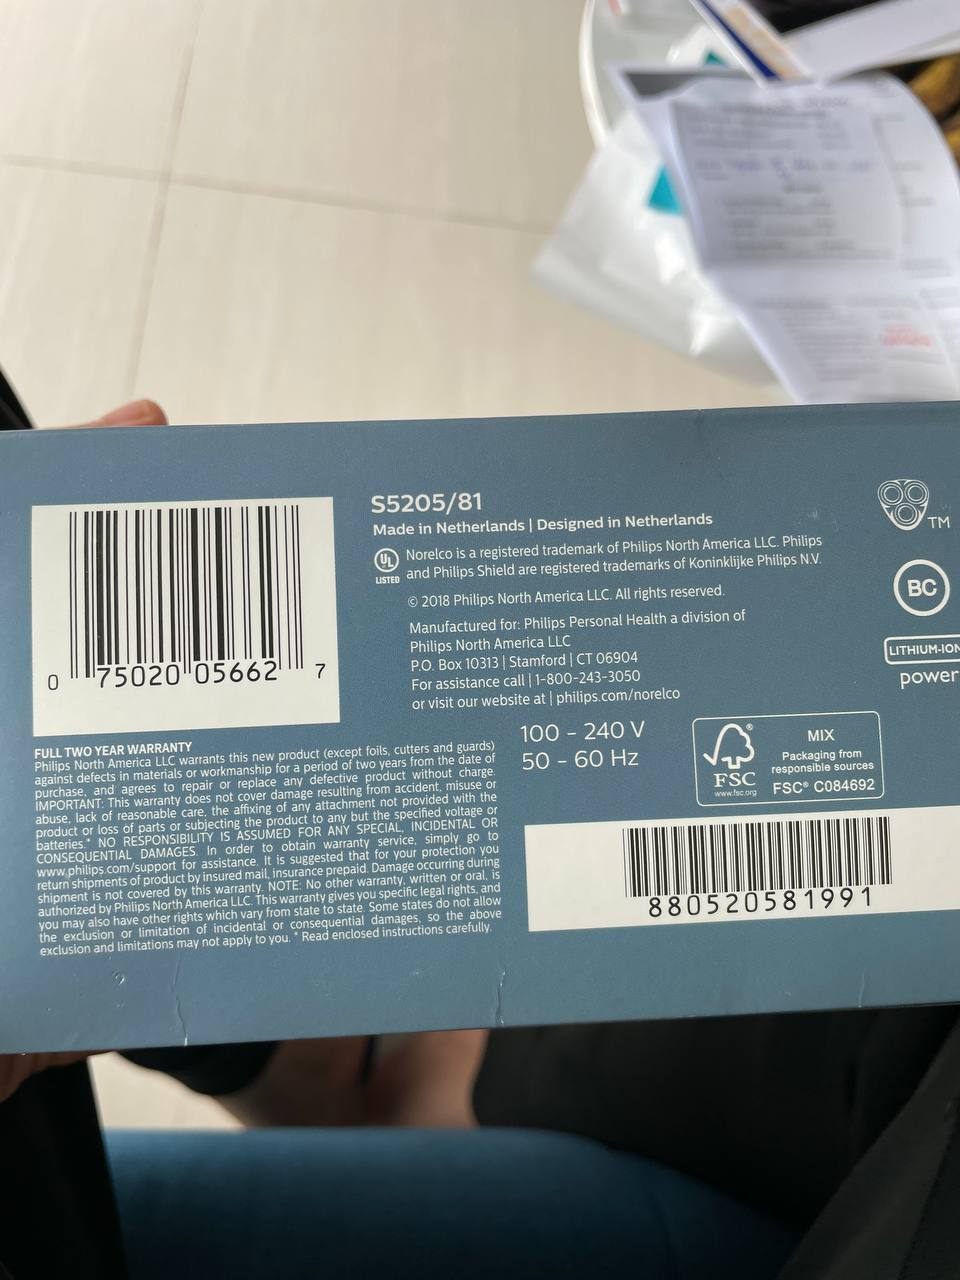 S5205/81
Made in Netherlands | Designed in Netherlands
UL
LISTED
Norelco is a registered trademark of Philips North America LLC. Philips
and Philips Shield are registered trademarks of Koninklijke Philips N.V.
© 2018 Philips North America LLC. All rights reserved.
Manufactured for: Philips Personal Health a division of
Philips North America LLC
P.O. Box 10313 | Stamford | CT 06904
For assistance call | 1-800-243-3050
or visit our website at | philips.com/norelco
TM
BC
LITHIUM-ION
power
0 75020 05662 7
100 - 240 V
50 - 60 Hz
FSC
www.fsc.org
MIX
Packaging from
responsible sources
FSC® C084692
880520581991
FULL TWO YEAR WARRANTY
Philips North America LLC warrants this new product (except foils, cutters and guards)
against defects in materials or workmanship for a period of two years from the date of
purchase, and agrees to repair or replace any defective product without charge.
IMPORTANT: This warranty does not cover damage resulting from accident, misuse or
abuse, lack of reasonable care, the affixing of any attachment not provided with the
product or loss of parts or subjecting the product to any but the specified voltage or
batteries.* NO RESPONSIBILITY IS ASSUMED FOR ANY SPECIAL, INCIDENTAL OR
CONSEQUENTIAL DAMAGES. In order to obtain warranty service, simply go to
www.philips.com/support for assistance. It is suggested that for your protection you
return shipments of product by insured mail, insurance prepaid. Damage occurring during
shipment is not covered by this warranty. NOTE: No other warranty, written or oral, is
authorized by Philips North America LLC. This warranty gives you specific legal rights, and
you may also have other rights which vary from state to state. Some states do not allow
the exclusion or limitation of incidental or consequential damages, so the above
exclusion and limitations may not apply to you. * Read enclosed instructions carefully.